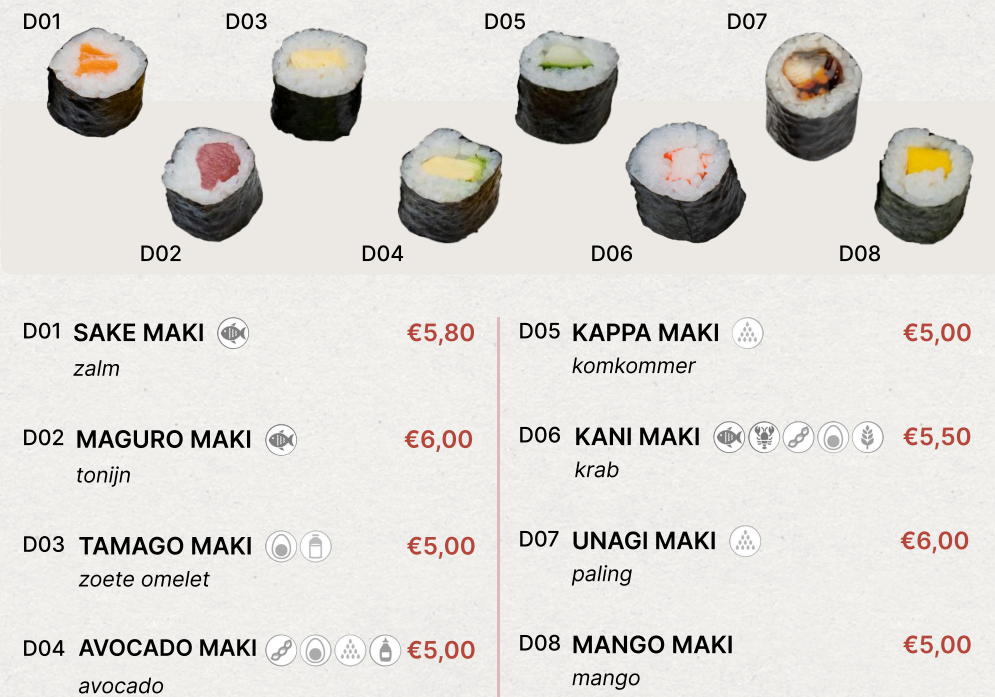 D01
D03
D05
D07
D02
D04
D06
D08
D01 SAKE MAKI €5,80
zalm
D02 MAGURO MAKI €6,00
tonijn
D03 TAMAGO MAKI €5,00
zoete omelet
D04 AVOCADO MAKI €5,00
avocado
D05 KAPPA MAKI €5,00
komkommer
D06 KANI MAKI €5,50
krab
D07 UNAGI MAKI €6,00
paling
D08 MANGO MAKI €5,00
mango